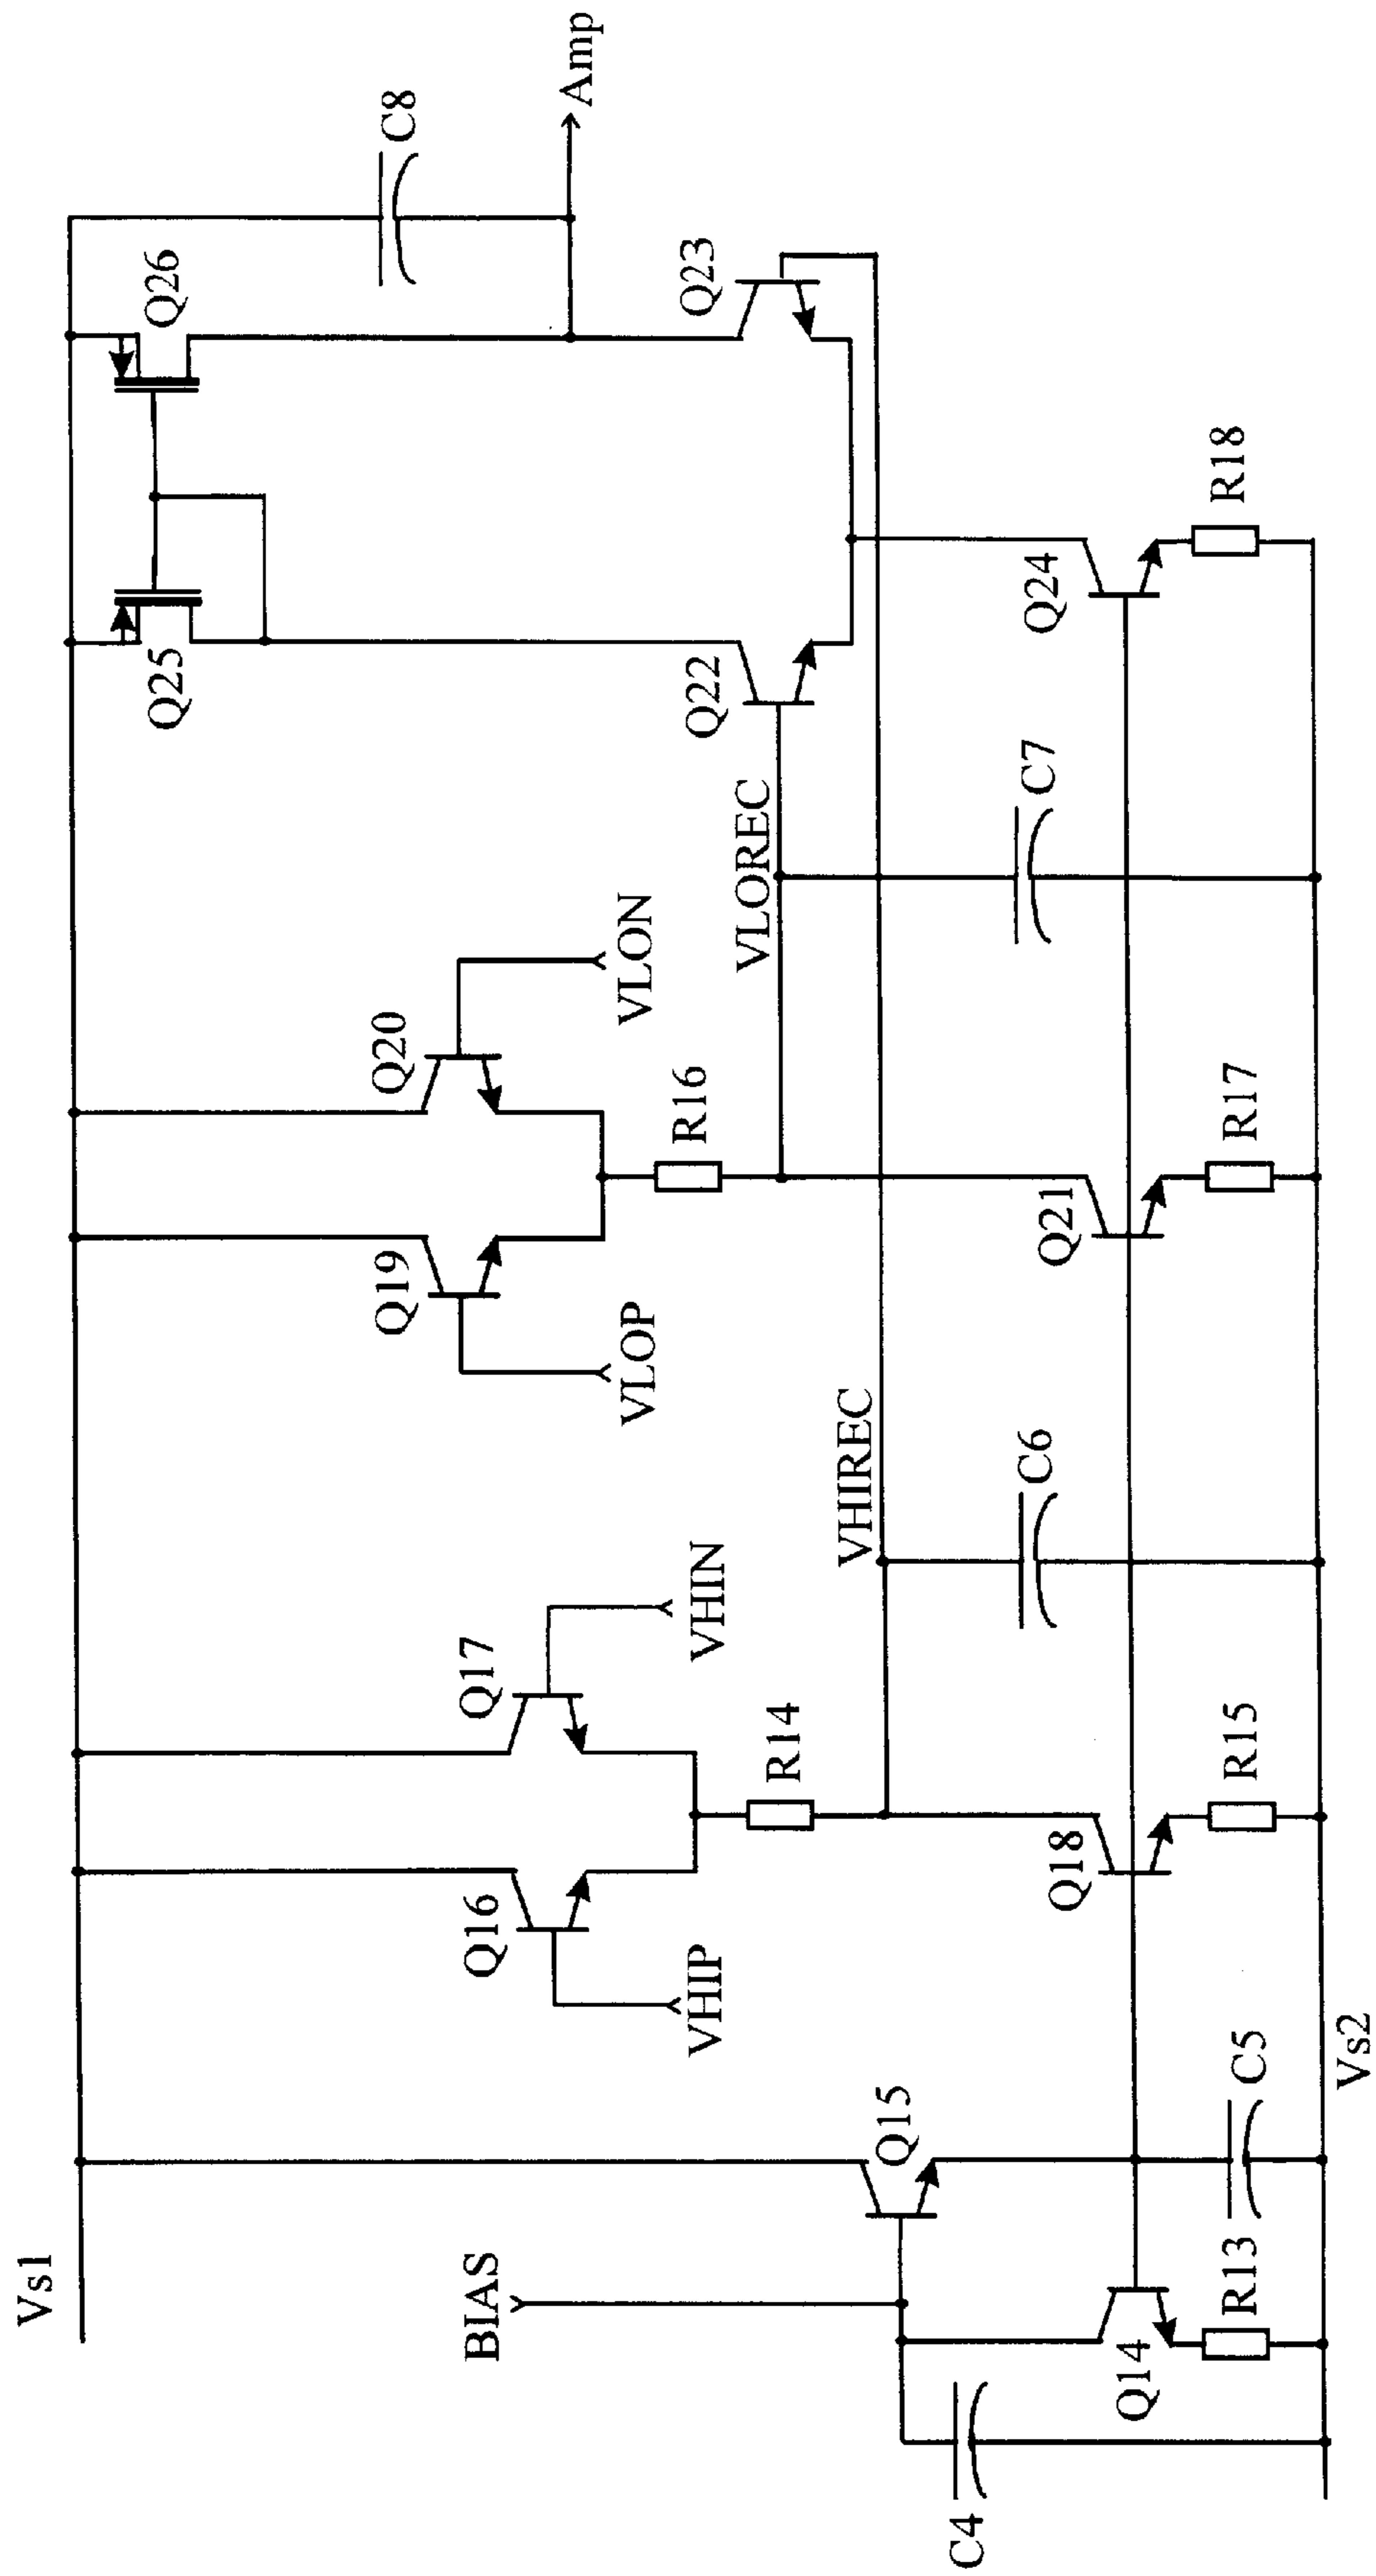 Vs1
BIAS
C4
Q14
R13
Q15
C5
Vs2
VHIP
Q16
Q17
VHIN
R14
Q18
R15
VHIREC
C6
VLOP
Q19
Q20
VLON
R16
Q21
R17
VLOREC
C7
Q22
Q25
Q26
Q23
Q24
R18
C8
Amp